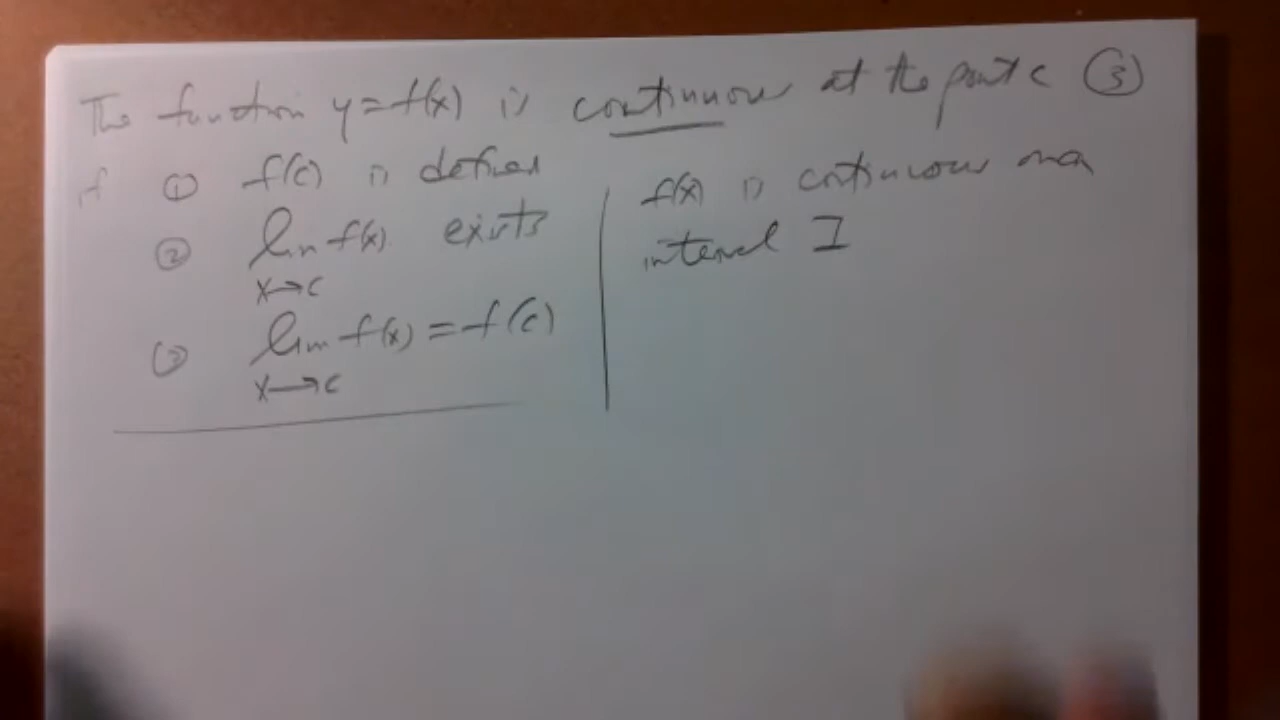 The function y=f(x) is continuous at the point c ③
if ① f(c) is defined
② lim f(x) exists
x→c
③ lim f(x) = f(c)
x→c
f(x) is continuous on an
interval I